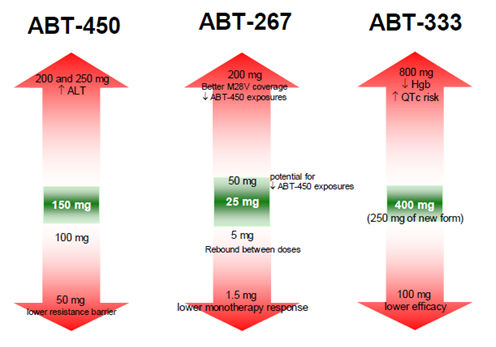 ABT-450
200 and 250 mg
↑ ALT
150 mg
100 mg
50 mg
lower resistance barrier
ABT-267
200 mg
Better M28V coverage
↓ ABT-450 exposures
50 mg
potential for
↓ ABT-450 exposures
25 mg
5 mg
Rebound between doses
1.5 mg
lower monotherapy response
ABT-333
800 mg
↓ Hgb
↑ QTc risk
400 mg
(250 mg of new form)
100 mg
lower efficacy